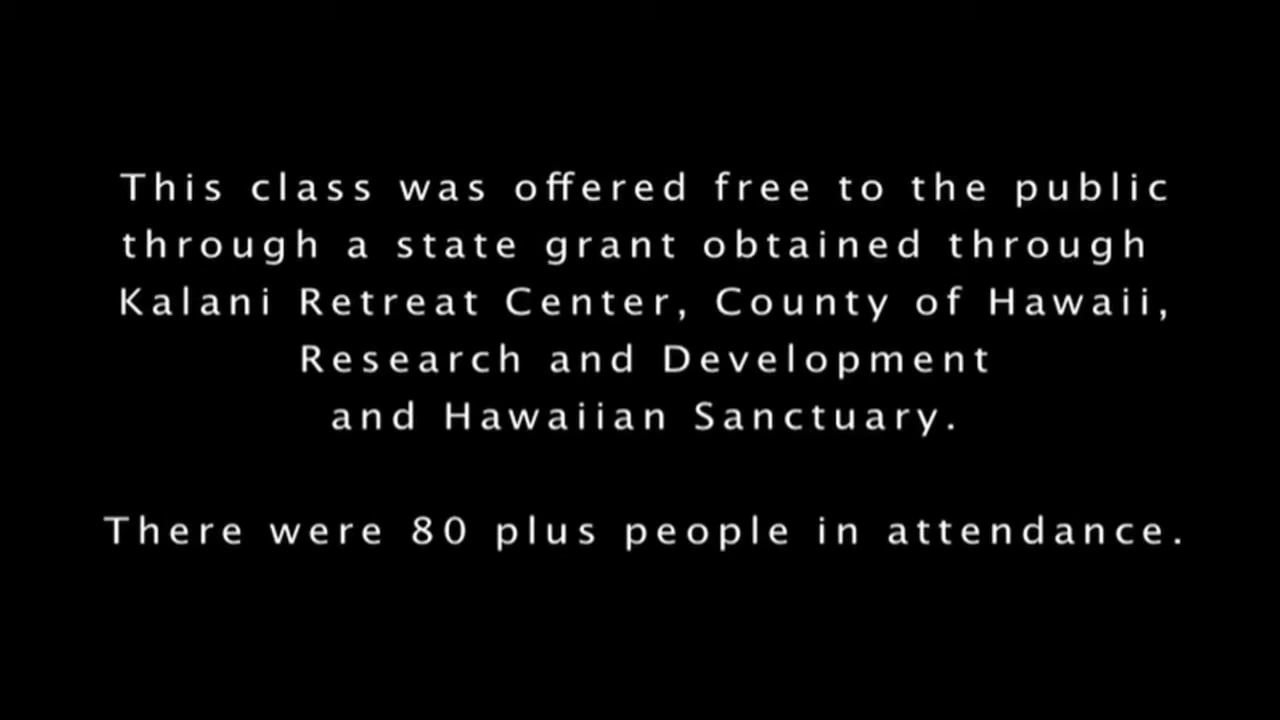 This class was offered free to the public
through a state grant obtained through
Kalani Retreat Center, County of Hawaii,
Research and Development
and Hawaiian Sanctuary.
There were 80 plus people in attendance.